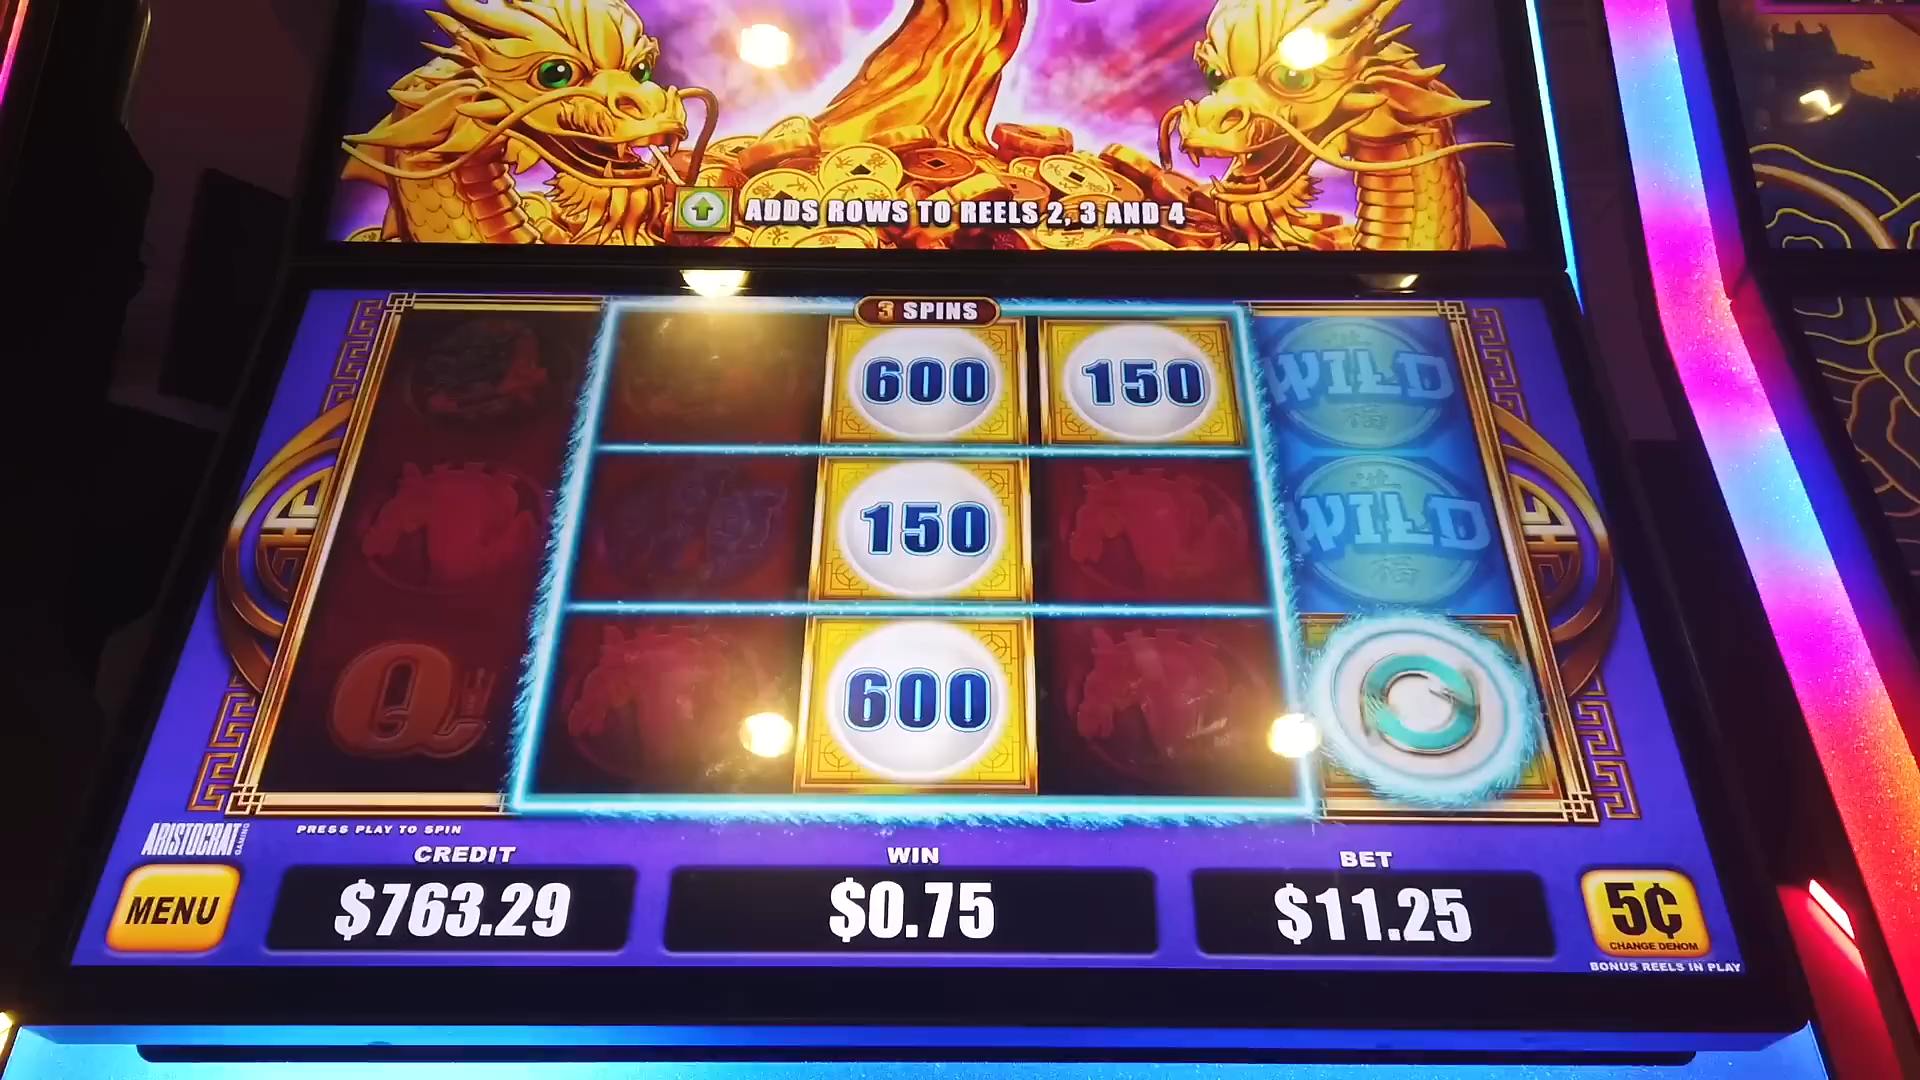 ADDS ROWS TO REELS 2, 3 AND 4
3 SPINS
600
150
WILD
150
WILD
Q
600
ARISTOCRAT
GAMING
PRESS PLAY TO SPIN
CREDIT
WIN
BET
MENU
$763.29
$0.75
$11.25
5¢
CHANGE DENOM
BONUS REELS IN PLAY